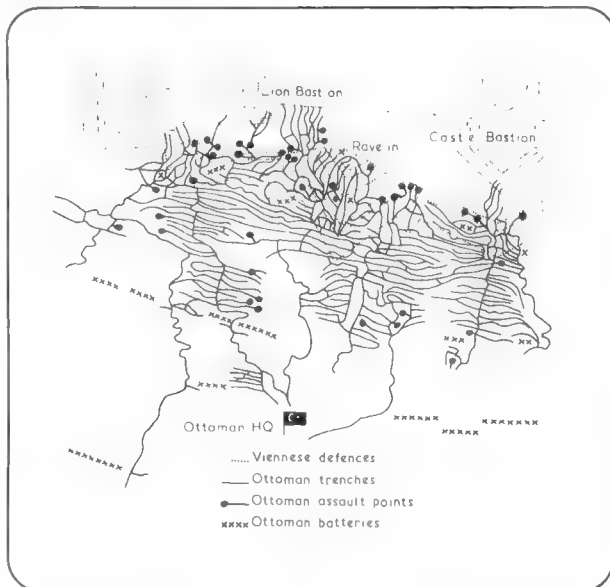 Lion Bastion
Ravelin
Castle Bastion
Ottoman HQ
Viennese defences
Ottoman trenches
Ottoman assault points
Ottoman batteries